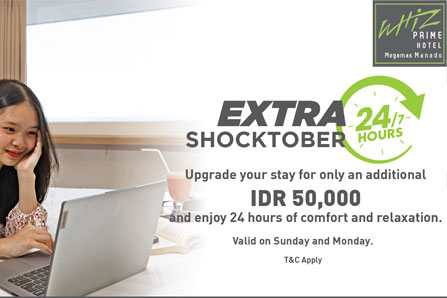 WHIZ
PRIME
HOTEL
Megamas Manado
EXTRA
SHOCKTOBER
24/7
HOURS
Upgrade your stay for only an additional
IDR 50,000
and enjoy 24 hours of comfort and relaxation.
Valid on Sunday and Monday.
T&C Apply